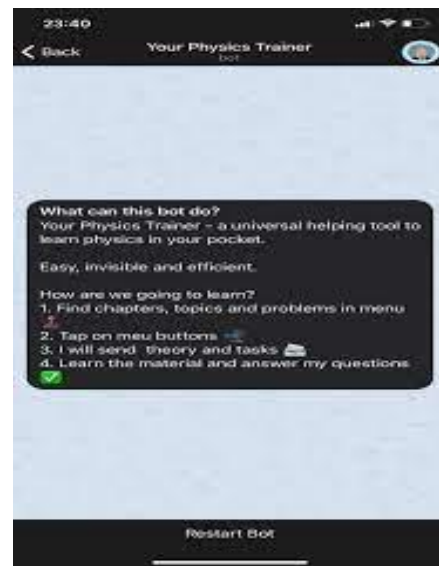 23:40
Back
Your Physics Trainer
bot
What can this bot do?
Your Physics Trainer – a universal helping tool to
learn physics in your pocket.
Easy, invisible and efficient.
How are we going to learn?
1. Find chapters, topics and problems in menu
2. Tap on meu buttons
3. I will send theory and tasks
4. Learn the material and answer my questions
Restart Bot